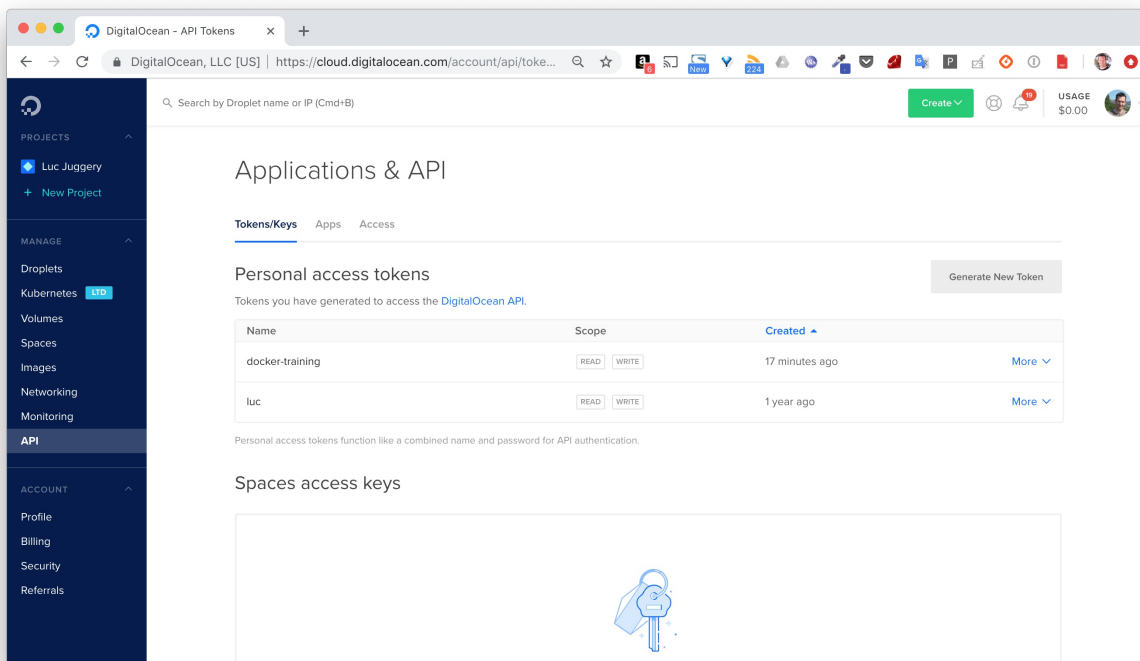 DigitalOcean - API Tokens
DigitalOcean, LLC [US] | https://cloud.digitalocean.com/account/api/toke...
6
New
224
P
Search by Droplet name or IP (Cmd+B)
Create
19
USAGE
$0.00
PROJECTS
Luc Juggery
+ New Project
MANAGE
Droplets
Kubernetes LTD
Volumes
Spaces
Images
Networking
Monitoring
API
ACCOUNT
Profile
Billing
Security
Referrals
Applications & API
Tokens/Keys Apps Access
Personal access tokens
Generate New Token
Tokens you have generated to access the DigitalOcean API.
Name Scope Created
docker-training READ WRITE 17 minutes ago More
luc READ WRITE 1 year ago More
Personal access tokens function like a combined name and password for API authentication.
Spaces access keys